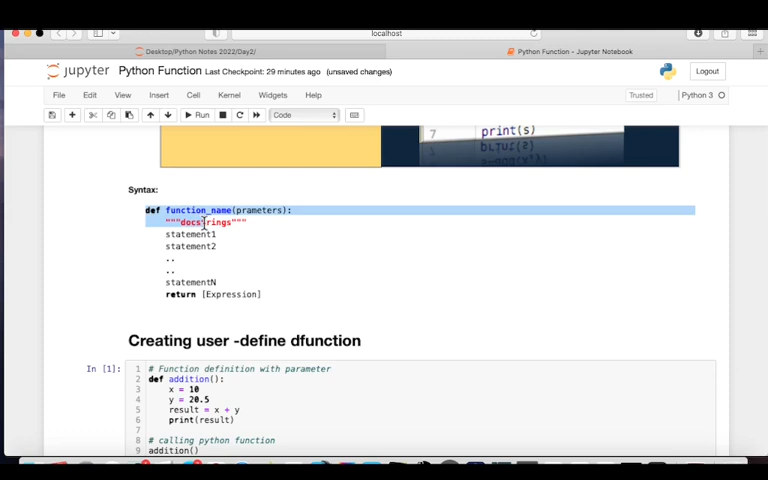 localhost
Desktop/Python Notes 2022/Day2/
Python Function - Jupyter Notebook
jupyter Python Function Last Checkpoint: 29 minutes ago (unsaved changes)
Logout
File Edit View Insert Cell Kernel Widgets Help
Trusted
Python 3
Run
Code
7 print(s)
Syntax:
def function_name(prameters):
"""docstrings"""
statement1
statement2
..
..
statementN
return [Expression]
Creating user -define dfunction
In [1]:
1 # Function definition with parameter
2 def addition():
3 x = 10
4 y = 20.5
5 result = x + y
6 print(result)
7
8 # calling python function
9 addition()